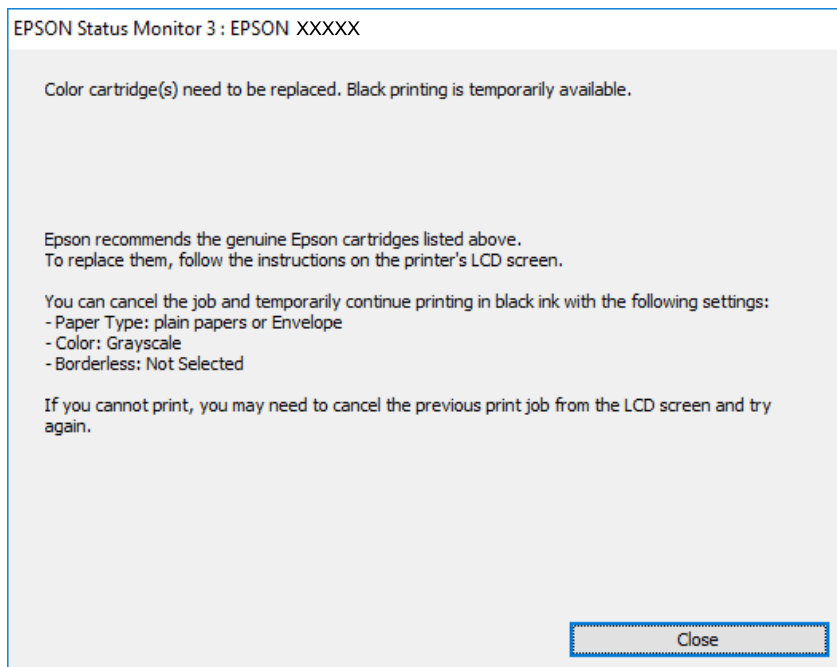 EPSON Status Monitor 3 : EPSON XXXXX
Color cartridge(s) need to be replaced. Black printing is temporarily available.
Epson recommends the genuine Epson cartridges listed above.
To replace them, follow the instructions on the printer's LCD screen.
You can cancel the job and temporarily continue printing in black ink with the following settings:
- Paper Type: plain papers or Envelope
- Color: Grayscale
- Borderless: Not Selected
If you cannot print, you may need to cancel the previous print job from the LCD screen and try
again.
Close